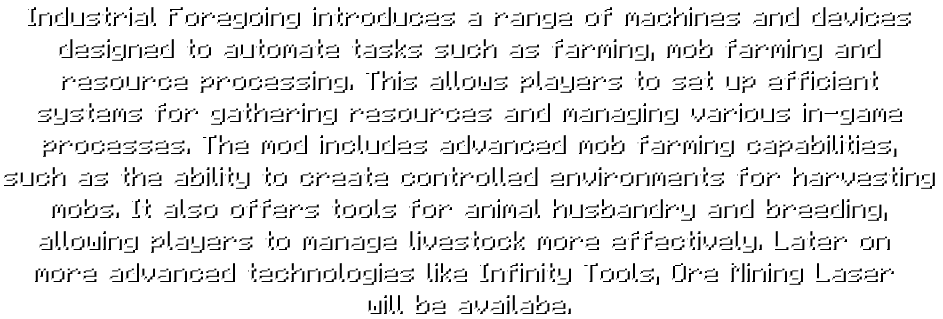 Industrial Foregoing introduces a range of machines and devices
designed to automate tasks such as farming, mob farming and
resource processing. This allows players to set up efficient
systems for gathering resources and managing various in-game
processes. The mod includes advanced mob farming capabilities,
such as the ability to create controlled environments for harvesting
mobs. It also offers tools for animal husbandry and breeding,
allowing players to manage livestock more effectively. Later on
more advanced technologies like Infinity Tools, Ore Mining Laser
will be availabe.